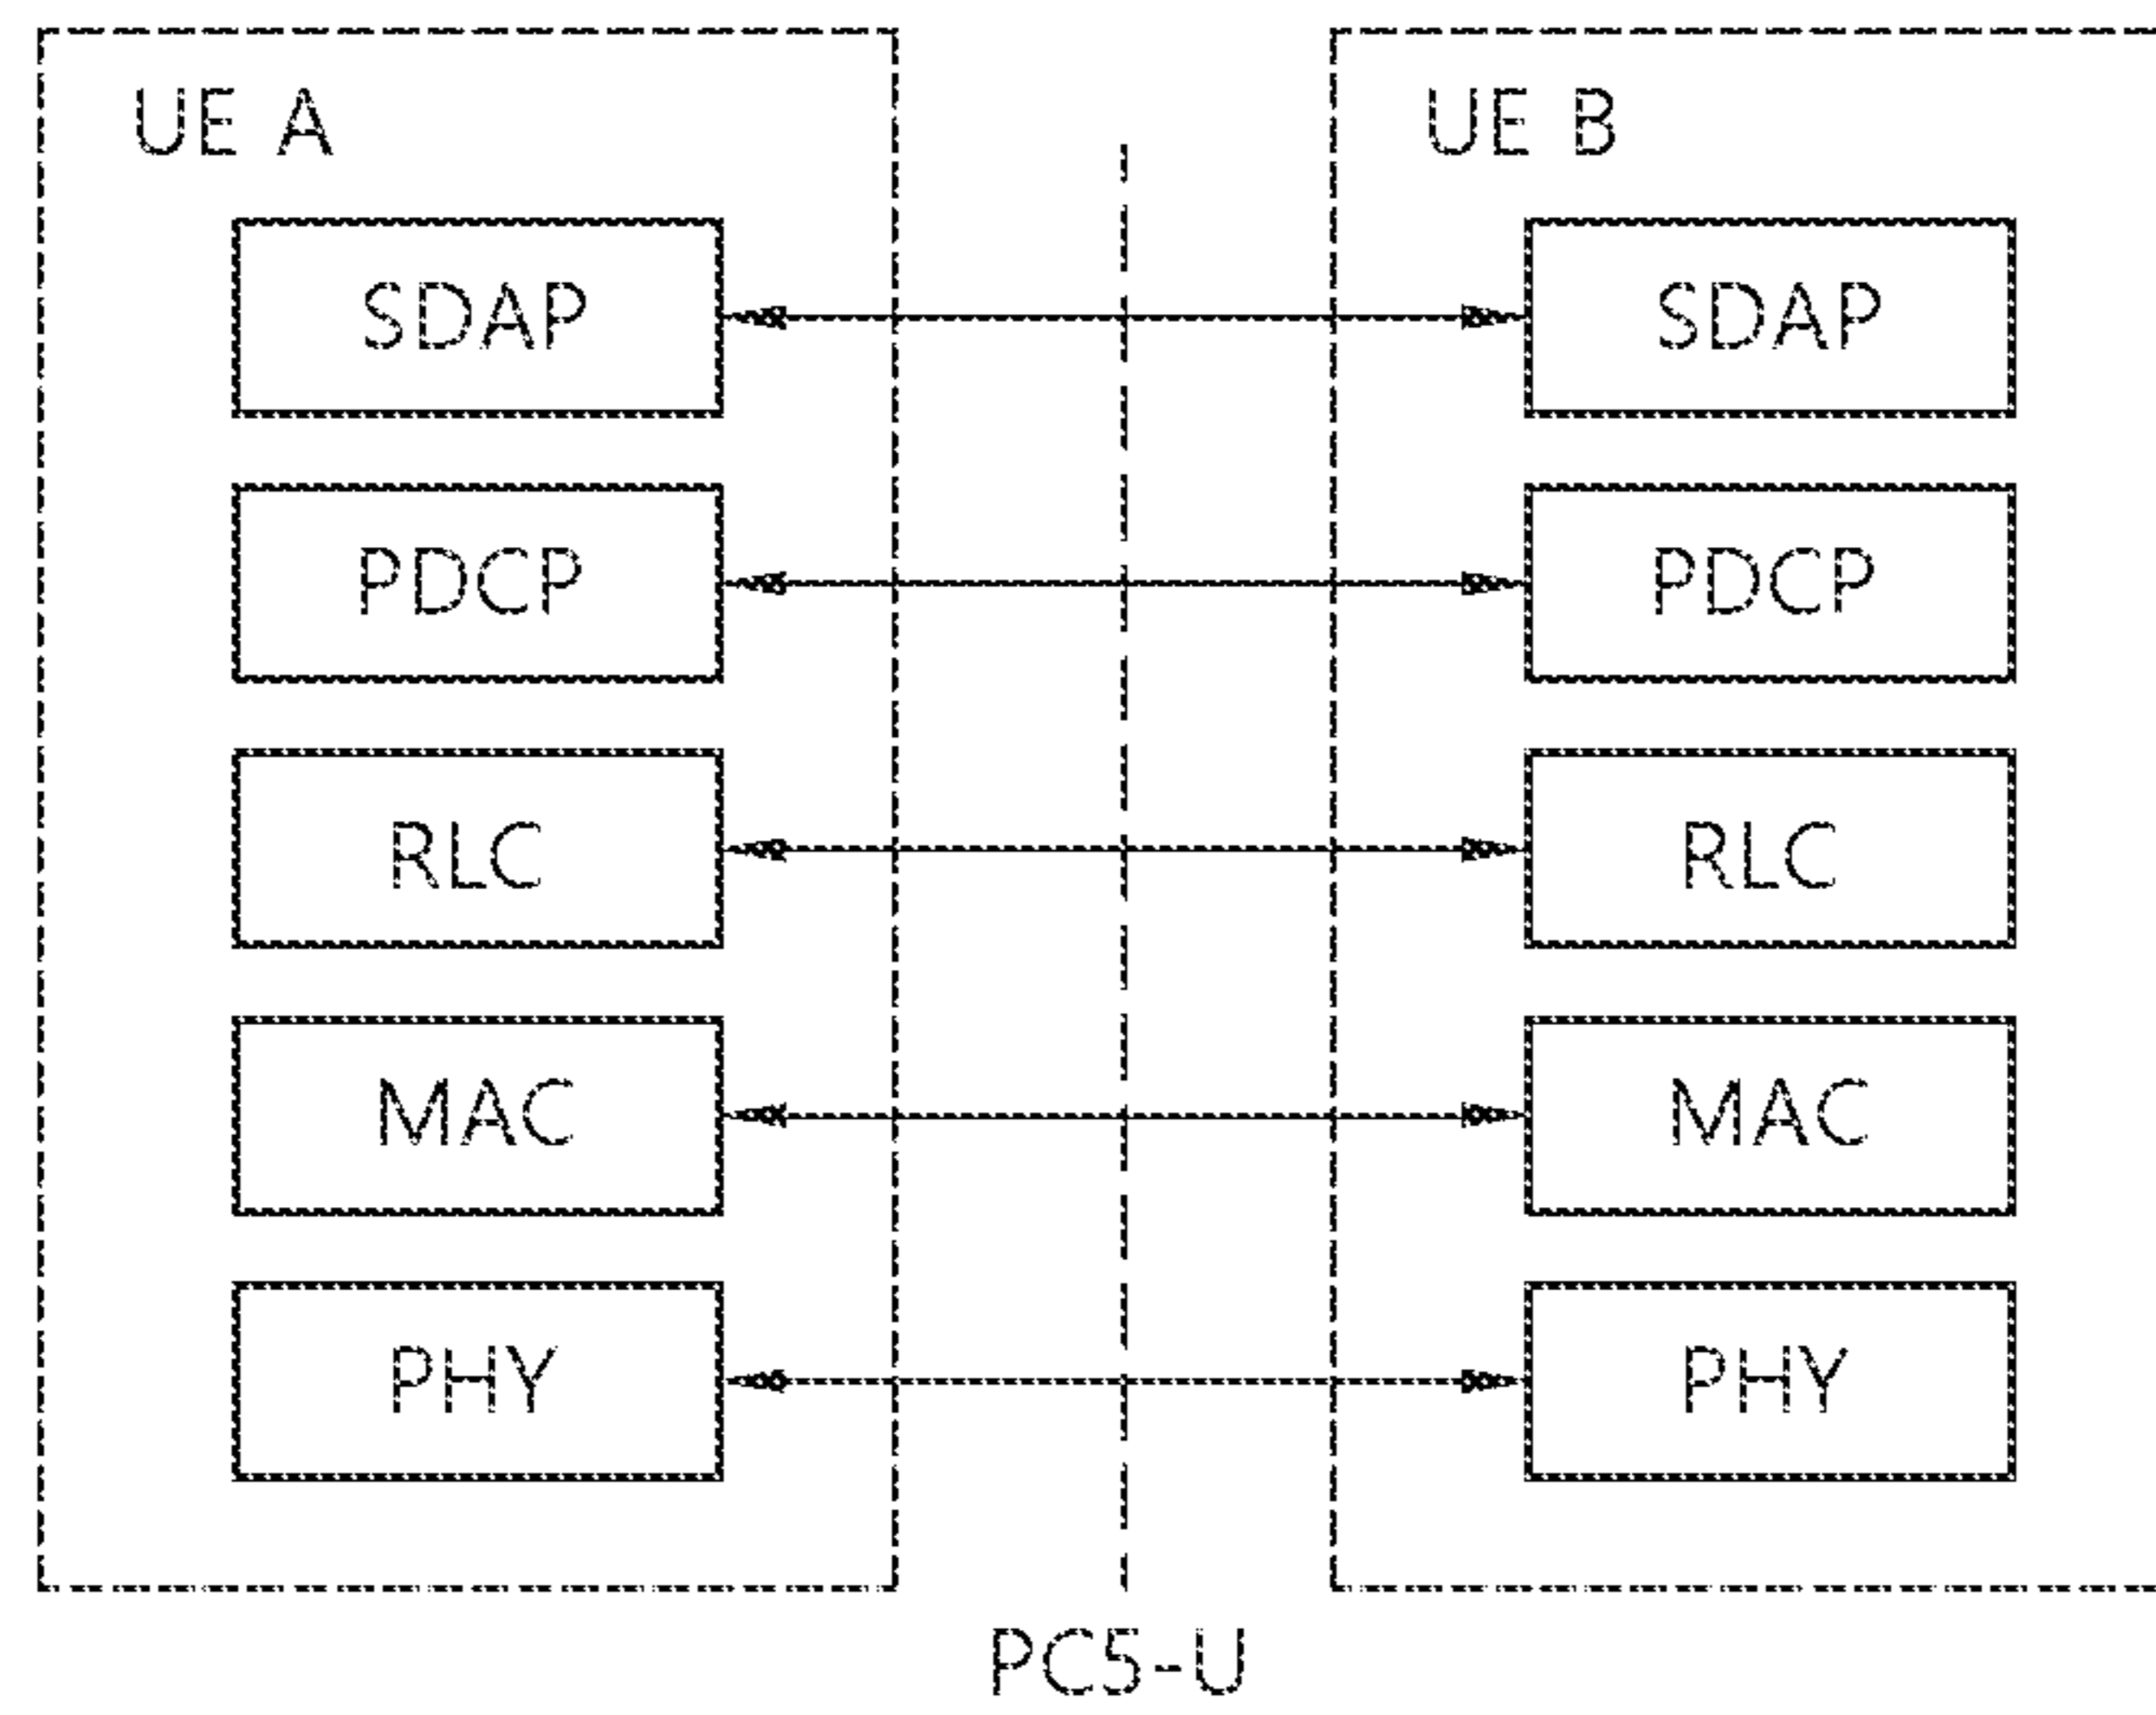 UE A
UE B
SDAP
SDAP
PDCP
PDCP
RLC
RLC
MAC
MAC
PHY
PHY
PC5-U